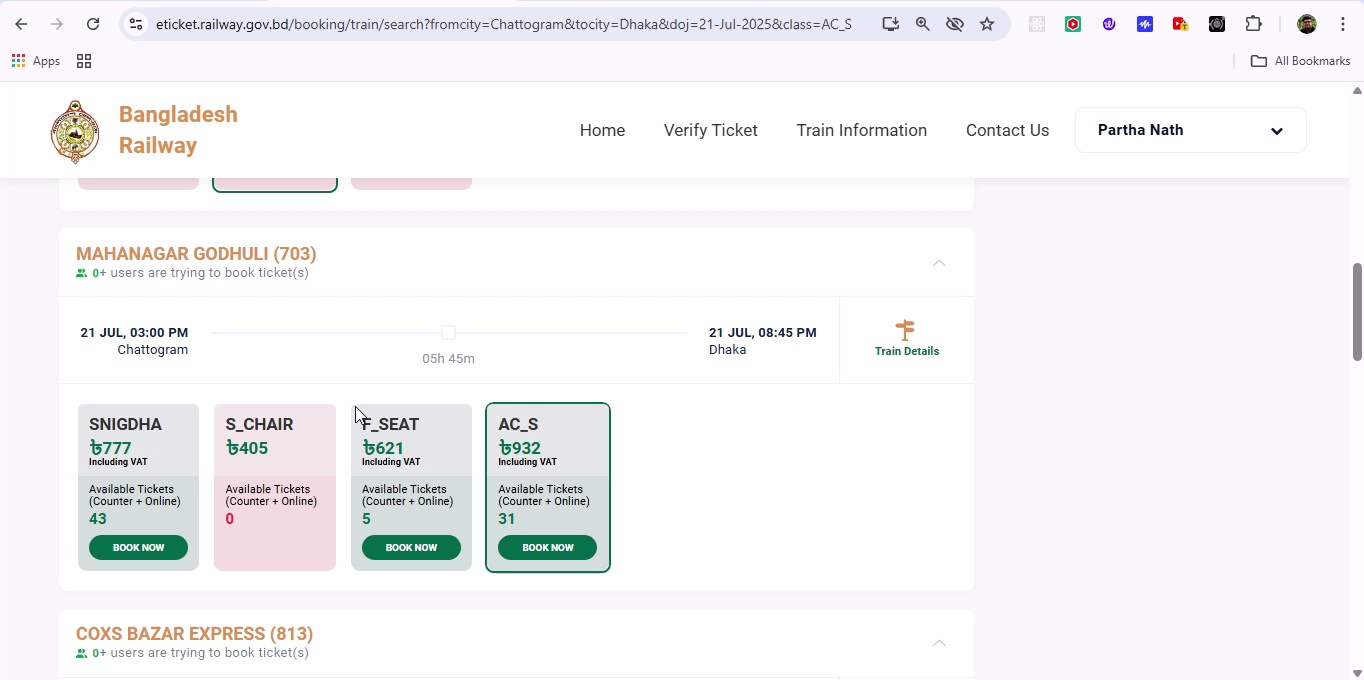 eticket.railway.gov.bd/booking/train/search?fromcity=Chattogram&tocity=Dhaka&doj=21-Jul-2025&class=AC_S
Apps
All Bookmarks
Bangladesh
Railway
Home
Verify Ticket
Train Information
Contact Us
Partha Nath
MAHANAGAR GODHULI (703)
0+ users are trying to book ticket(s)
21 JUL, 03:00 PM
Chattogram
05h 45m
21 JUL, 08:45 PM
Dhaka
Train Details
SNIGDHA
৳777
Including VAT
Available Tickets
(Counter + Online)
43
BOOK NOW
S_CHAIR
৳405
Available Tickets
(Counter + Online)
0
F_SEAT
৳621
Including VAT
Available Tickets
(Counter + Online)
5
BOOK NOW
AC_S
৳932
Including VAT
Available Tickets
(Counter + Online)
31
BOOK NOW
COXS BAZAR EXPRESS (813)
0+ users are trying to book ticket(s)